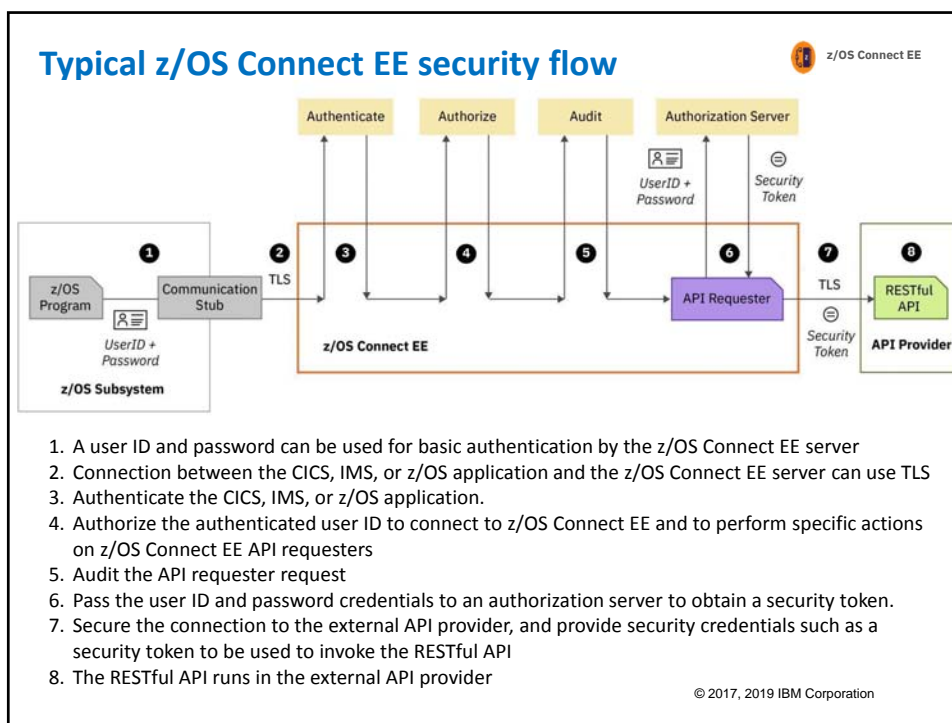 Typical z/OS Connect EE security flow
z/OS Connect EE
Authenticate
Authorize
Audit
Authorization Server
UserID +
Password
Security
Token
1
2
3
4
5
6
7
8
z/OS
Program
Communication
Stub
TLS
API Requester
TLS
RESTful
API
UserID +
Password
z/OS Connect EE
Security
Token
API Provider
z/OS Subsystem
1. A user ID and password can be used for basic authentication by the z/OS Connect EE server
2. Connection between the CICS, IMS, or z/OS application and the z/OS Connect EE server can use TLS
3. Authenticate the CICS, IMS, or z/OS application.
4. Authorize the authenticated user ID to connect to z/OS Connect EE and to perform specific actions
on z/OS Connect EE API requesters
5. Audit the API requester request
6. Pass the user ID and password credentials to an authorization server to obtain a security token.
7. Secure the connection to the external API provider, and provide security credentials such as a
security token to be used to invoke the RESTful API
8. The RESTful API runs in the external API provider
© 2017, 2019 IBM Corporation